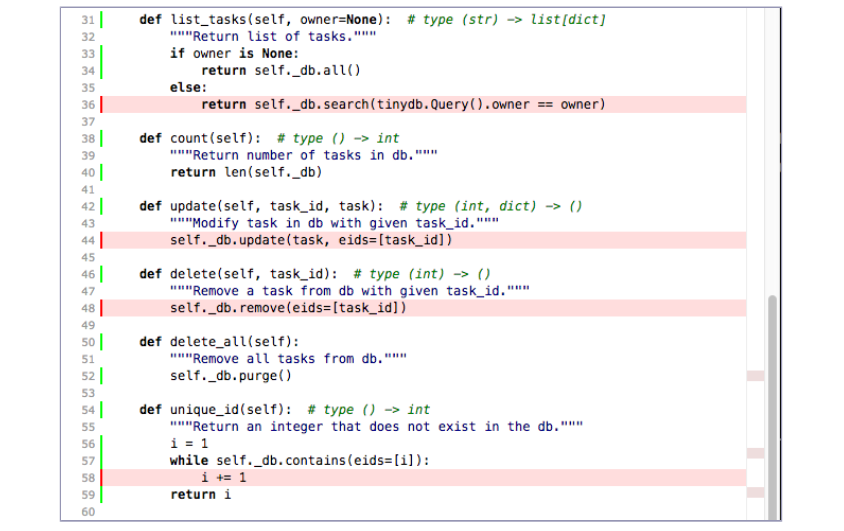 31 def list_tasks(self, owner=None):  # type (str) -> list[dict]
32 """Return list of tasks."""
33 if owner is None:
34 return self._db.all()
35 else:
36 return self._db.search(tinydb.Query().owner == owner)
37
38 def count(self):  # type () -> int
39 """Return number of tasks in db."""
40 return len(self._db)
41
42 def update(self, task_id, task):  # type (int, dict) -> ()
43 """Modify task in db with given task_id."""
44 self._db.update(task, eids=[task_id])
45
46 def delete(self, task_id):  # type (int) -> ()
47 """Remove a task from db with given task_id."""
48 self._db.remove(eids=[task_id])
49
50 def delete_all(self):
51 """Remove all tasks from db."""
52 self._db.purge()
53
54 def unique_id(self):  # type () -> int
55 """Return an integer that does not exist in the db."""
56 i = 1
57 while self._db.contains(eids=[i]):
58 i += 1
59 return i
60